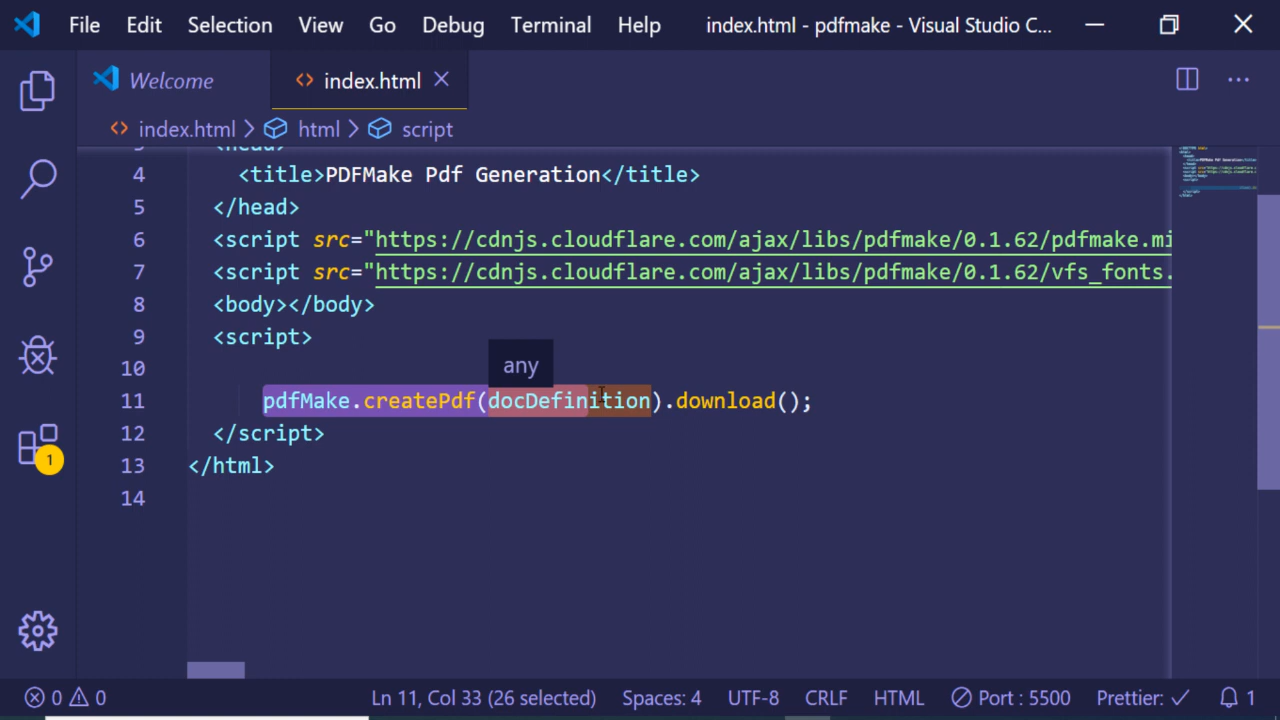 File Edit Selection View Go Debug Terminal Help index.html - pdfmake - Visual Studio C...
Welcome index.html
index.html html script
<head>
4 <title>PDFMake Pdf Generation</title>
5 </head>
6 <script src="https://cdnjs.cloudflare.com/ajax/libs/pdfmake/0.1.62/pdfmake.mi
7 <script src="https://cdnjs.cloudflare.com/ajax/libs/pdfmake/0.1.62/vfs_fonts.
8 <body></body>
9 <script>
any
10
11 pdfMake.createPdf(docDefinition).download();
12 </script>
13 </html>
14
1
0 0 Ln 11, Col 33 (26 selected) Spaces: 4 UTF-8 CRLF HTML Port : 5500 Prettier: ✓ 1